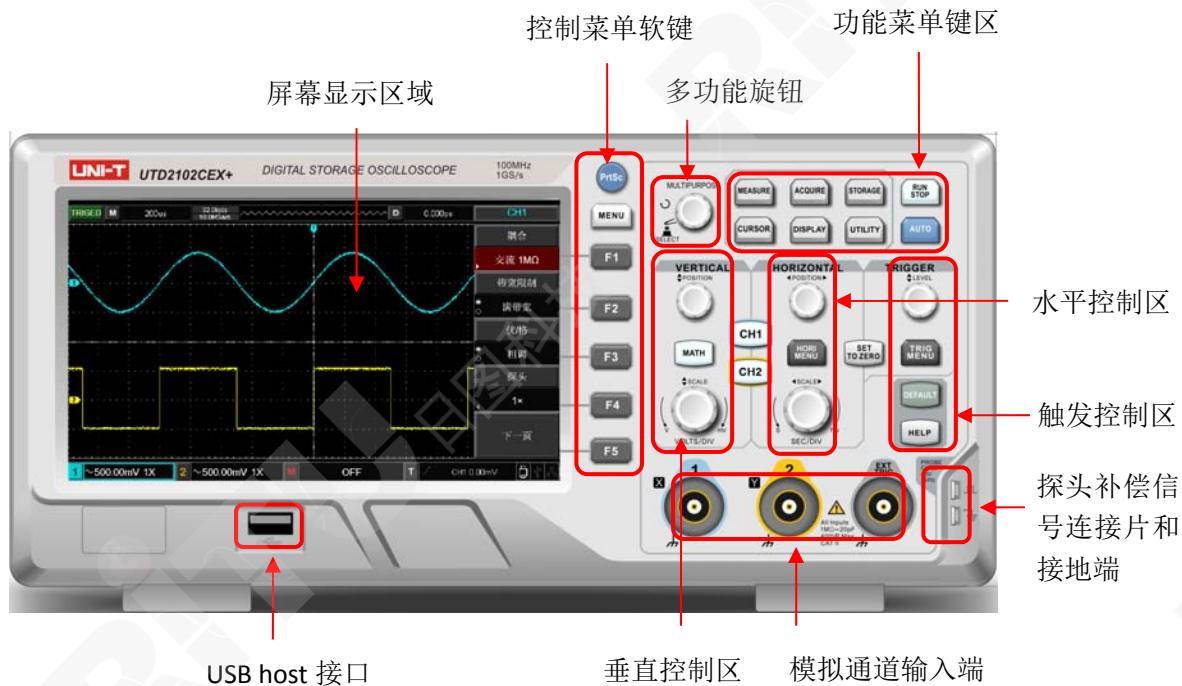 控制菜单软键
功能菜单键区
屏幕显示区域
多功能旋钮
UNI-T
UTD2102CEX+
DIGITAL STORAGE OSCILLOSCOPE
100MHz
1GS/s
PrtSc
MENU
F1
F2
F3
F4
F5
TRIGED M 200us
D 0.000ps
CH1
耦合
交流 1MΩ
带宽限制
满带宽
伏/格
粗调
探头
1×
下一页
1 ~500.00mV 1X 2 ~500.00mV 1X M OFF T CH1 0.00mV
SELECT
MEASURE
ACQUIRE
STORAGE
RUN
STOP
CURSOR
DISPLAY
UTILITY
AUTO
VERTICAL
HORIZONTAL
TRIGGER
POSITION
POSITION
LEVEL
CH1
CH2
MATH
HORI
MENU
SET
TO ZERO
TRIG
MENU
SCALE
SCALE
VOLTS/DIV
SEC/DIV
DEFAULT
HELP
X
1
Y
2
EXT
TRIG
All Inputs
水平控制区
触发控制区
探头补偿信
号连接片和
接地端
USB host 接口
垂直控制区
模拟通道输入端